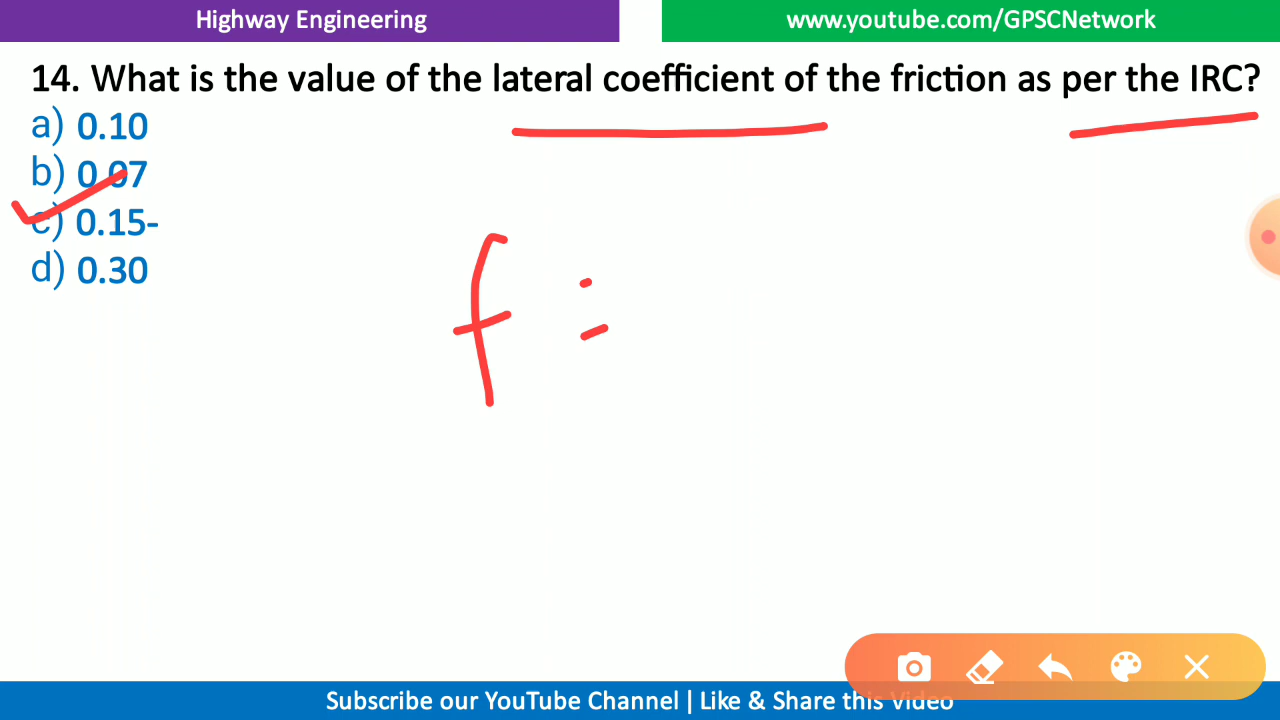 Highway Engineering
www.youtube.com/GPSCNetwork
14. What is the value of the lateral coefficient of the friction as per the IRC?
a) 0.10
b) 0.07
c) 0.15-
d) 0.30
f =
Subscribe our YouTube Channel | Like & Share this Video